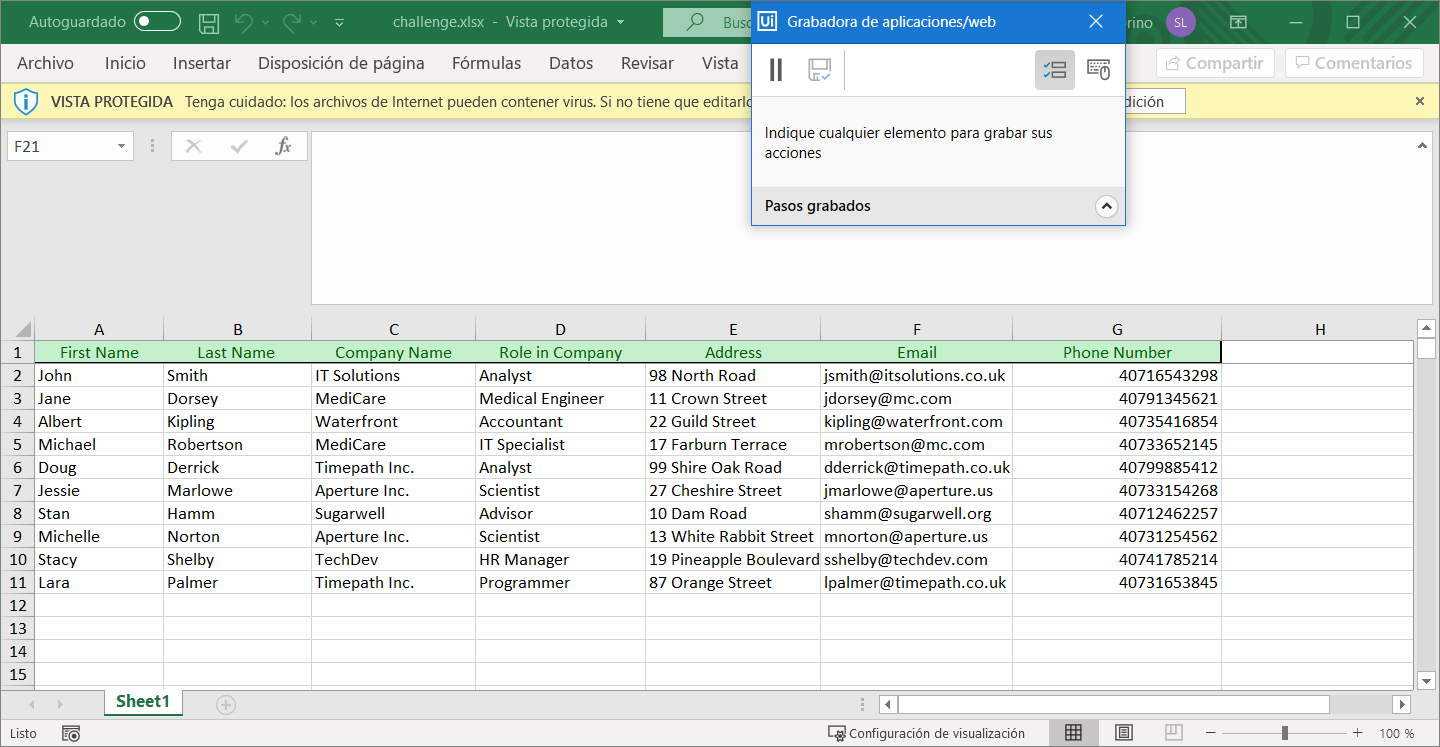 Autoguardado challenge.xlsx - Vista protegida Busc rino SL
Ui Grabadora de aplicaciones/web
Archivo Inicio Insertar Disposición de página Fórmulas Datos Revisar Vista Compartir Comentarios
VISTA PROTEGIDA Tenga cuidado: los archivos de Internet pueden contener virus. Si no tiene que editarlo dición
Indique cualquier elemento para grabar sus
acciones
Pasos grabados
F21 fx
A B C D E F G H
1 First Name Last Name Company Name Role in Company Address Email Phone Number
2 John Smith IT Solutions Analyst 98 North Road jsmith@itsolutions.co.uk 40716543298
3 Jane Dorsey MediCare Medical Engineer 11 Crown Street jdorsey@mc.com 40791345621
4 Albert Kipling Waterfront Accountant 22 Guild Street kipling@waterfront.com 40735416854
5 Michael Robertson MediCare IT Specialist 17 Farburn Terrace mrobertson@mc.com 40733652145
6 Doug Derrick Timepath Inc. Analyst 99 Shire Oak Road dderrick@timepath.co.uk 40799885412
7 Jessie Marlowe Aperture Inc. Scientist 27 Cheshire Street jmarlowe@aperture.us 40733154268
8 Stan Hamm Sugarwell Advisor 10 Dam Road shamm@sugarwell.org 40712462257
9 Michelle Norton Aperture Inc. Scientist 13 White Rabbit Street mnorton@aperture.us 40731254562
10 Stacy Shelby TechDev HR Manager 19 Pineapple Boulevard sshelby@techdev.com 40741785214
11 Lara Palmer Timepath Inc. Programmer 87 Orange Street lpalmer@timepath.co.uk 40731653845
12
13
14
15
Sheet1
Listo Configuración de visualización 100 %